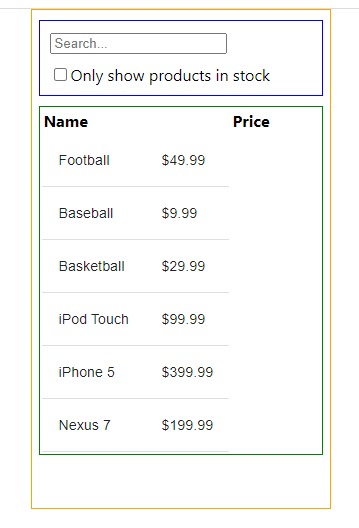 Search...
Only show products in stock
Name Price
Football $49.99
Baseball $9.99
Basketball $29.99
iPod Touch $99.99
iPhone 5 $399.99
Nexus 7 $199.99